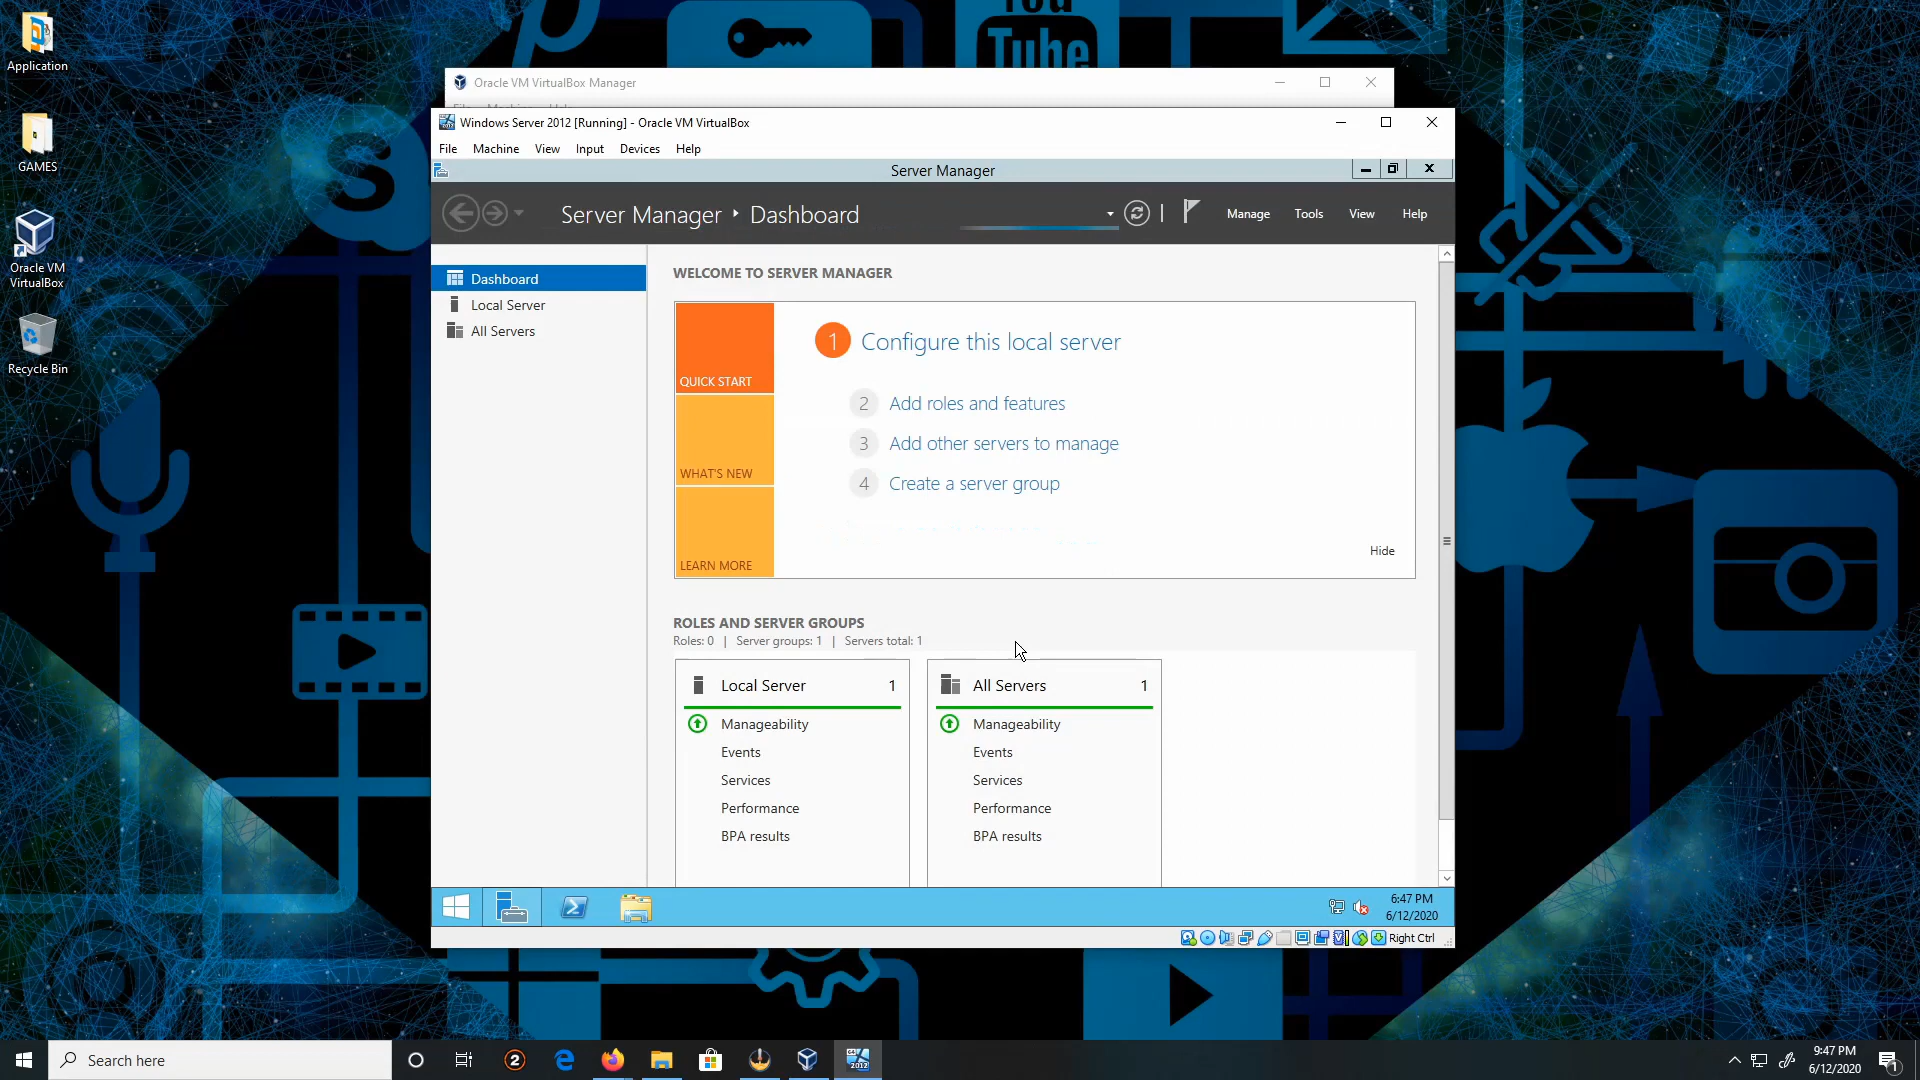 Application
GAMES
Oracle VM
VirtualBox
Recycle Bin
You
Tube
Oracle VM VirtualBox Manager
Windows Server 2012 [Running] - Oracle VM VirtualBox
File Machine View Input Devices Help
Server Manager
Server Manager Dashboard
Manage Tools View Help
Dashboard
Local Server
All Servers
WELCOME TO SERVER MANAGER
QUICK START
WHAT'S NEW
LEARN MORE
1 Configure this local server
2 Add roles and features
3 Add other servers to manage
4 Create a server group
Hide
ROLES AND SERVER GROUPS
Roles: 0 | Server groups: 1 | Servers total: 1
Local Server 1
Manageability
Events
Services
Performance
BPA results
All Servers 1
Manageability
Events
Services
Performance
BPA results
6:47 PM
6/12/2020
Right Ctrl
Search here
2
2012
9:47 PM
6/12/2020
1